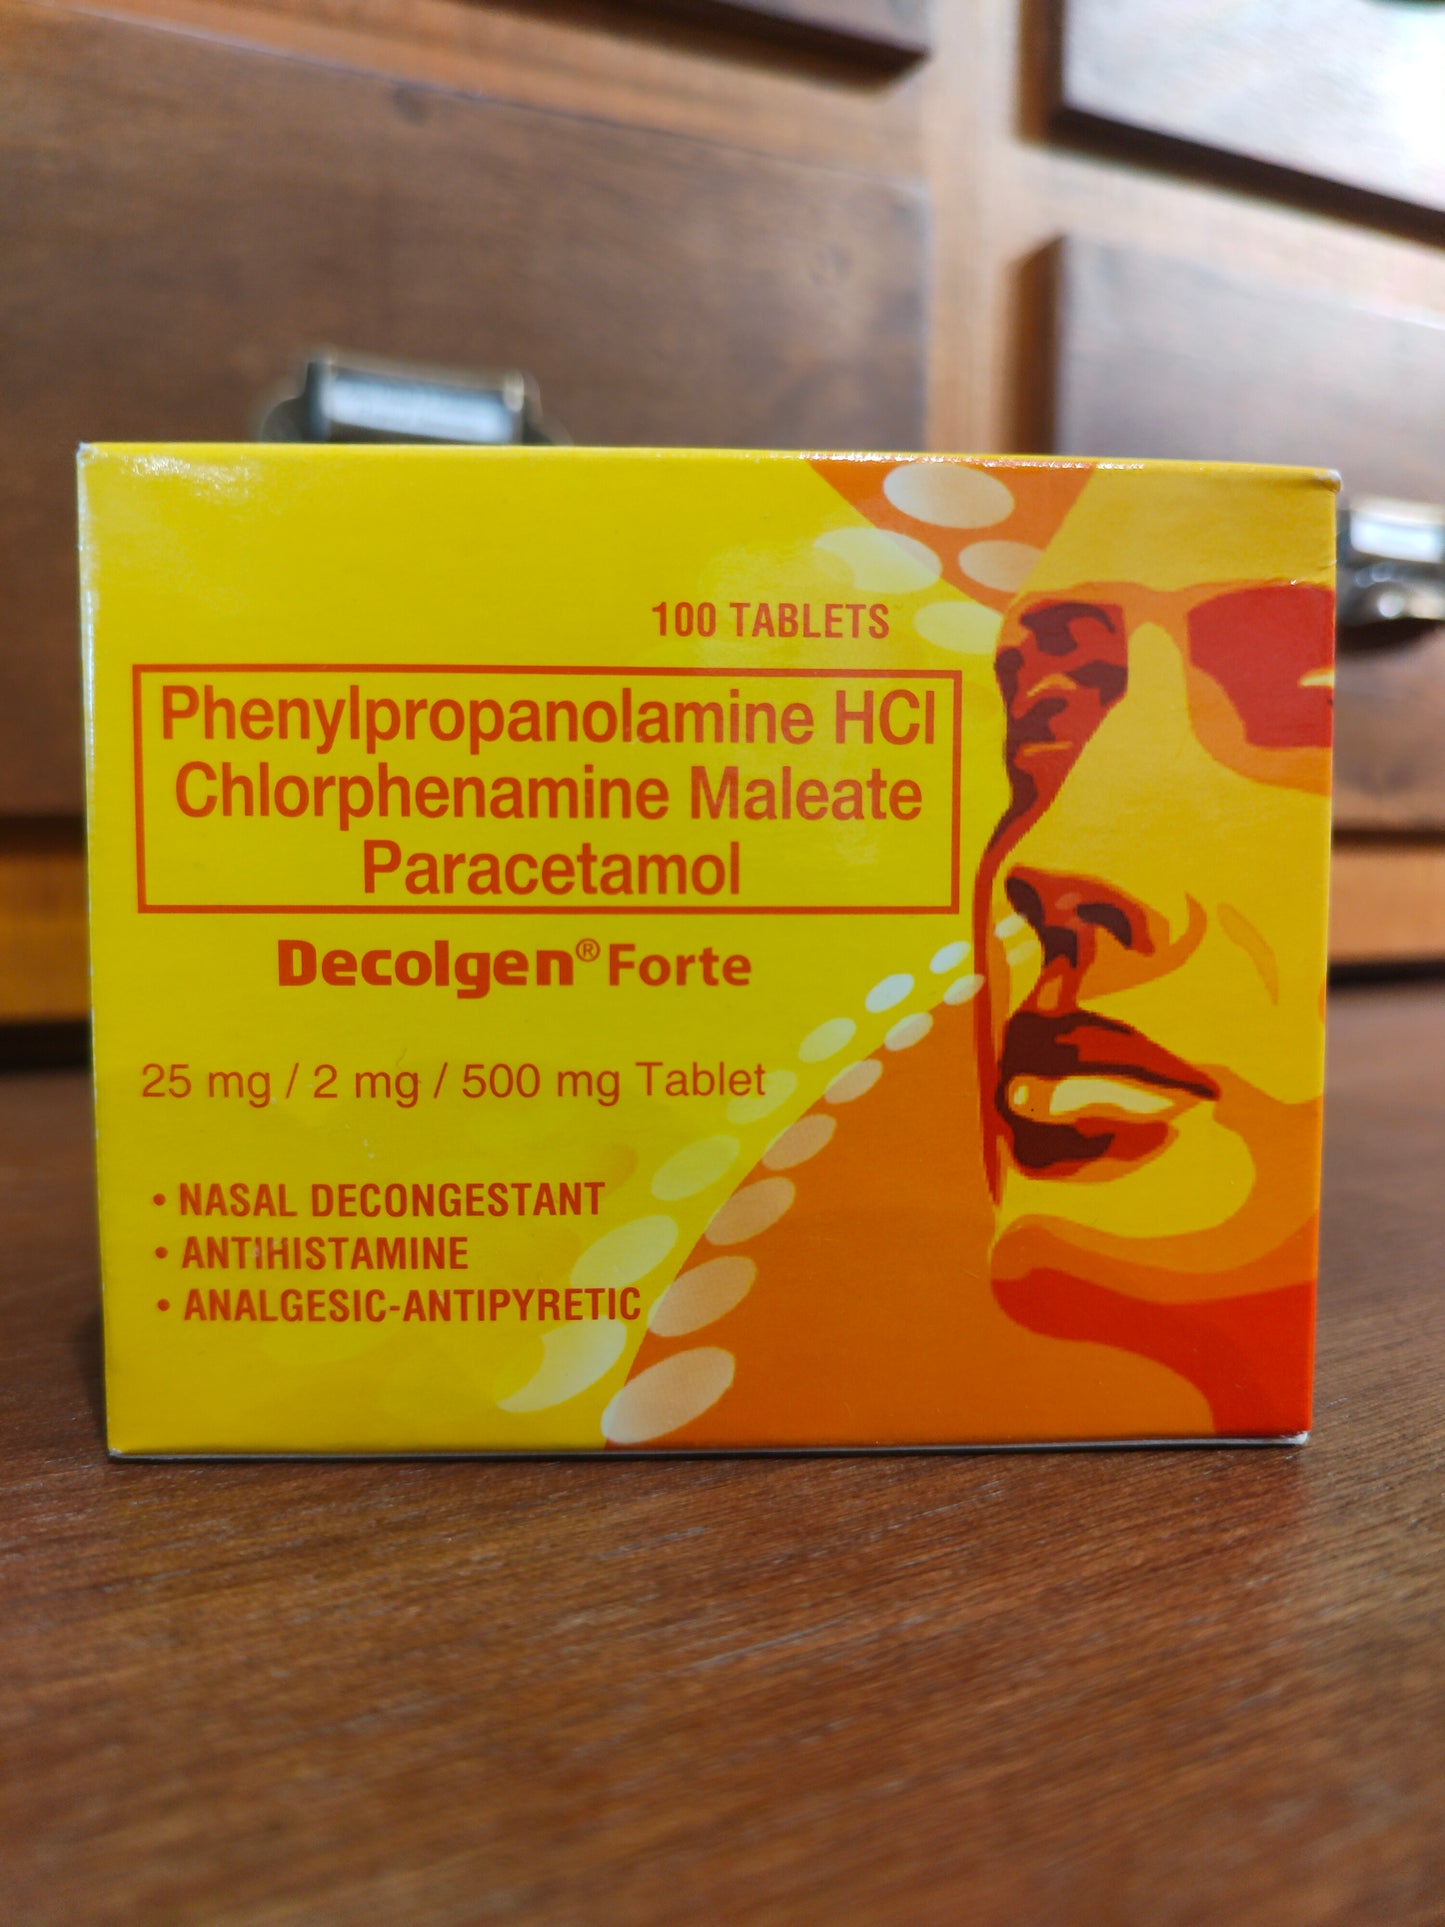 100 TABLETS
Phenylpropanolamine HCl
Chlorphenamine Maleate
Paracetamol
Decolgen® Forte
25 mg / 2 mg / 500 mg Tablet
• NASAL DECONGESTANT
• ANTIHISTAMINE
• ANALGESIC-ANTIPYRETIC